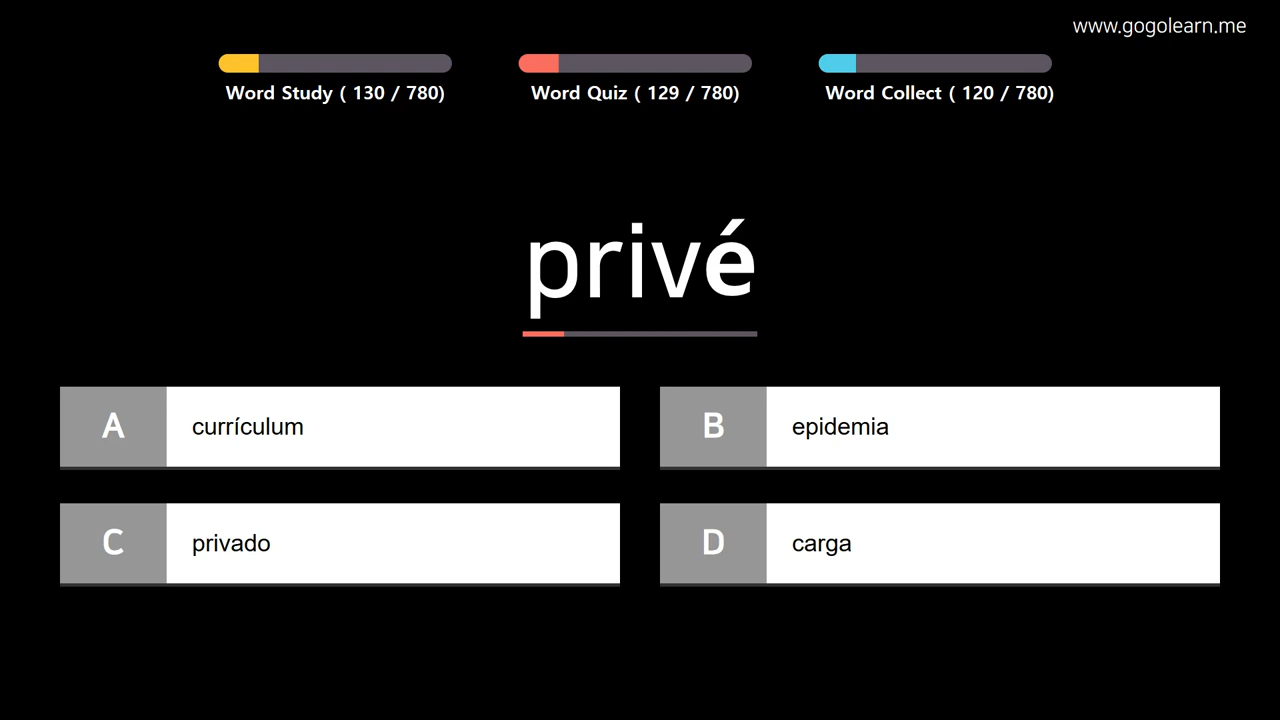 www.gogolearn.me
Word Study ( 130 / 780)
Word Quiz ( 129 / 780)
Word Collect ( 120 / 780)
privé
A currículum
B epidemia
C privado
D carga